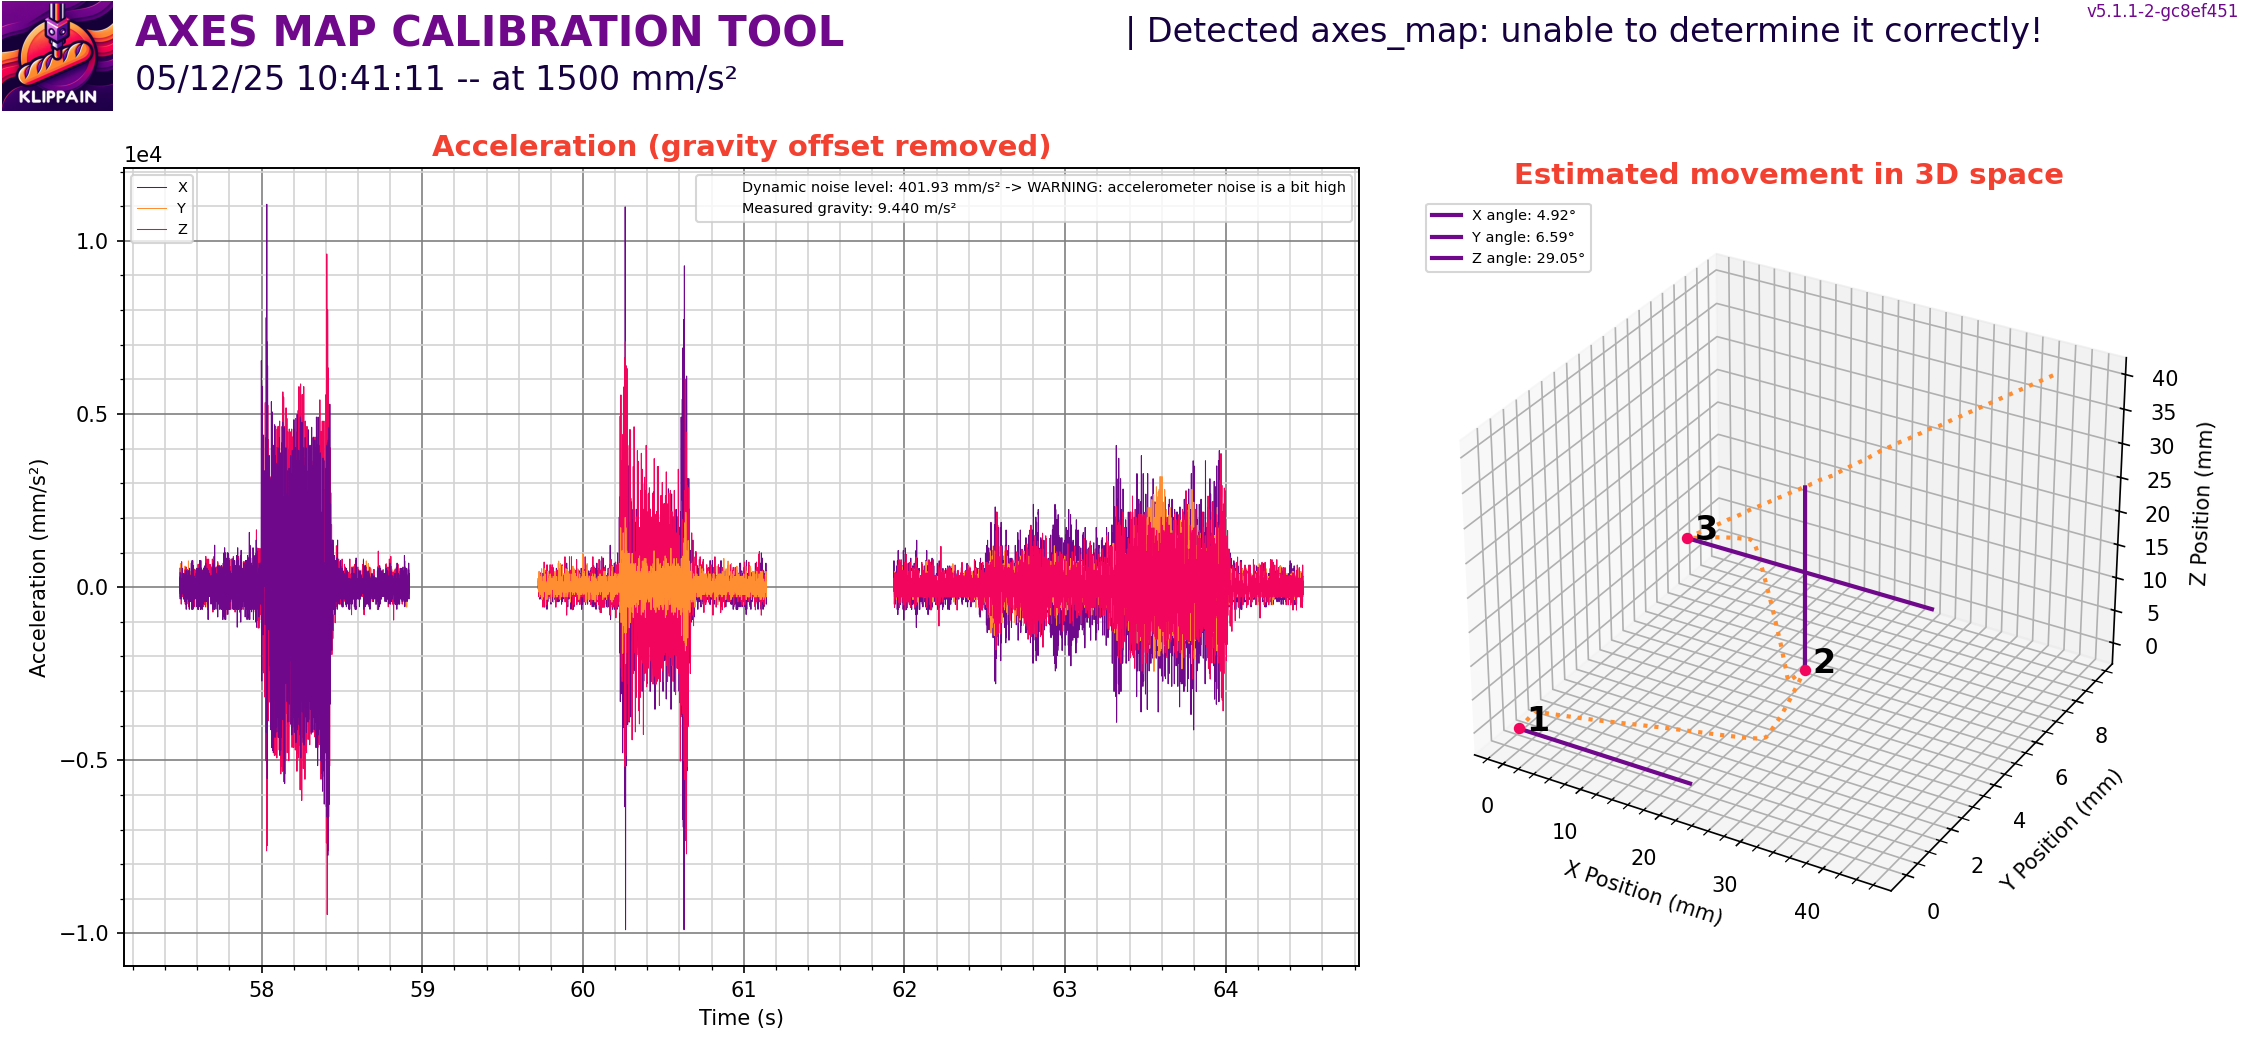 KLIPPAIN
AXES MAP CALIBRATION TOOL
05/12/25 10:41:11 -- at 1500 mm/s²
| Detected axes_map: unable to determine it correctly!
v5.1.1-2-gc8ef451
Acceleration (gravity offset removed)
1e4
X
Y
Z
Dynamic noise level: 401.93 mm/s² -> WARNING: accelerometer noise is a bit high
Measured gravity: 9.440 m/s²
1.0
0.5
0.0
−0.5
−1.0
Acceleration (mm/s²)
58 59 60 61 62 63 64
Time (s)
Estimated movement in 3D space
X angle: 4.92°
Y angle: 6.59°
Z angle: 29.05°
1
2
3
0 10 20 30 40
X Position (mm)
0 2 4 6 8
Y Position (mm)
40
35
30
25
20
15
10
5
0
Z Position (mm)